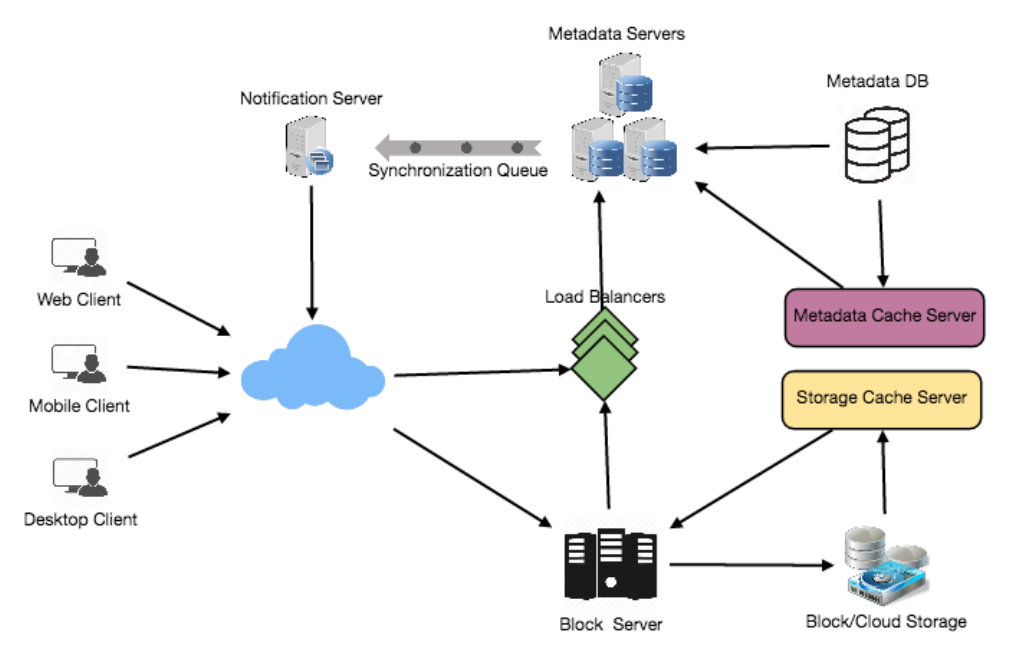 Metadata Servers
Metadata DB
Notification Server
Synchronization Queue
Web Client
Load Balancers
Metadata Cache Server
Mobile Client
Storage Cache Server
Desktop Client
Block Server
Block/Cloud Storage